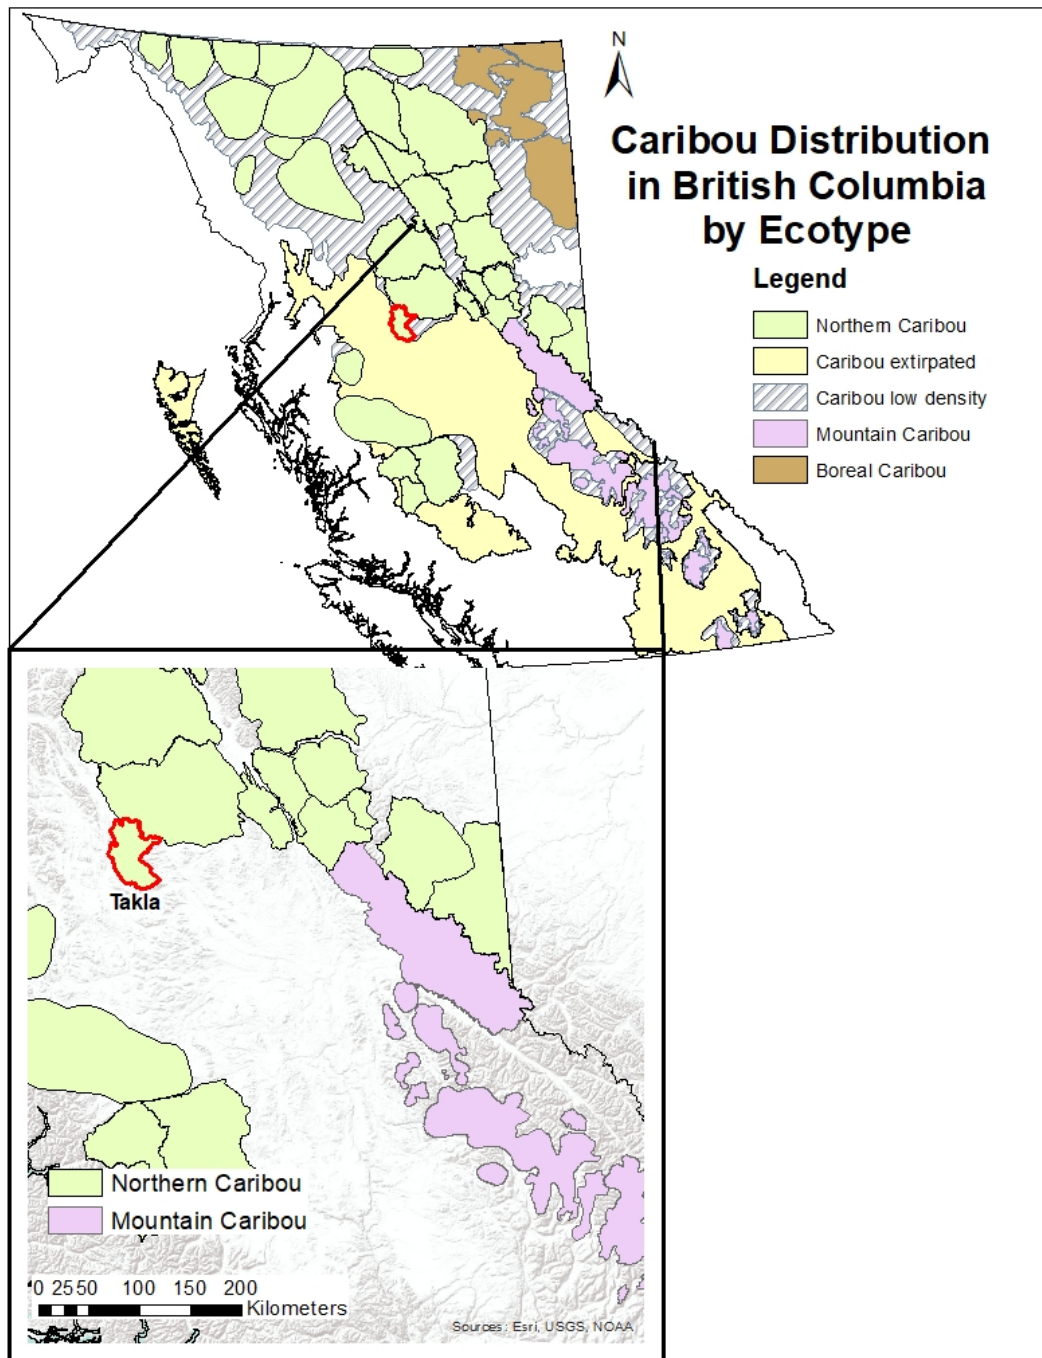 N
Caribou Distribution
in British Columbia
by Ecotype
Legend
Northern Caribou
Caribou extirpated
Caribou low density
Mountain Caribou
Boreal Caribou
Takla
Northern Caribou
Mountain Caribou
0 25 50 100 150 200
Kilometers
Sources: Esri, USGS, NOAA